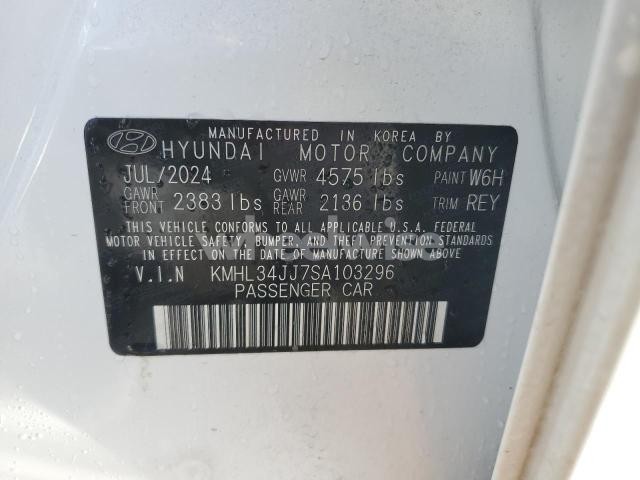 MANUFACTURED IN KOREA BY
HYUNDAI MOTOR COMPANY
JUL/2024 GVWR 4575 lbs PAINT W6H
GAWR FRONT 2383 lbs GAWR REAR 2136 lbs TRIM REY
THIS VEHICLE CONFORMS TO ALL APPLICABLE U.S.A. FEDERAL
MOTOR VEHICLE SAFETY, BUMPER, AND THEFT PREVENTION STANDARDS
IN EFFECT ON THE DATE OF MANUFACTURE SHOWN ABOVE.
V.I.N KMHL34JJ7SA103296
PASSENGER CAR